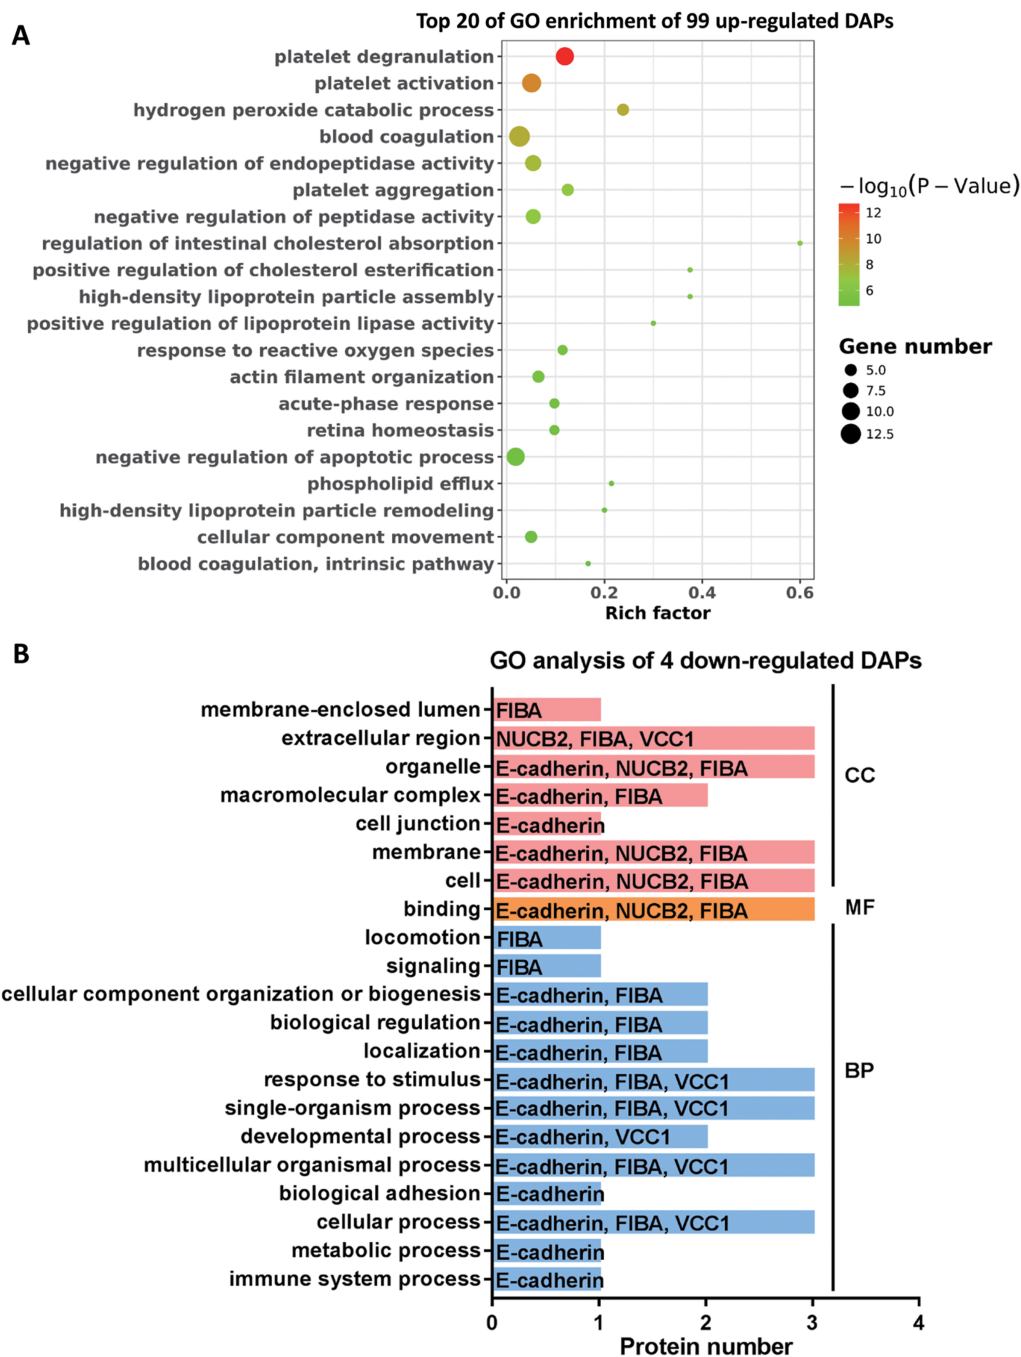 A
Top 20 of GO enrichment of 99 up-regulated DAPs
platelet degranulation
platelet activation
hydrogen peroxide catabolic process
blood coagulation
negative regulation of endopeptidase activity
platelet aggregation
negative regulation of peptidase activity
regulation of intestinal cholesterol absorption
positive regulation of cholesterol esterification
high-density lipoprotein particle assembly
positive regulation of lipoprotein lipase activity
response to reactive oxygen species
actin filament organization
acute-phase response
retina homeostasis
negative regulation of apoptotic process
phospholipid efflux
high-density lipoprotein particle remodeling
cellular component movement
blood coagulation, intrinsic pathway
0.0 0.2 0.4 0.6
Rich factor
−log10(P − Value)
12
10
8
6
Gene number
5.0
7.5
10.0
12.5
B
GO analysis of 4 down-regulated DAPs
membrane-enclosed lumen FIBA
extracellular region NUCB2, FIBA, VCC1
organelle E-cadherin, NUCB2, FIBA
macromolecular complex E-cadherin, FIBA
cell junction E-cadherin
membrane E-cadherin, NUCB2, FIBA
cell E-cadherin, NUCB2, FIBA
CC
binding E-cadherin, NUCB2, FIBA
MF
locomotion FIBA
signaling FIBA
cellular component organization or biogenesis E-cadherin, FIBA
biological regulation E-cadherin, FIBA
localization E-cadherin, FIBA
response to stimulus E-cadherin, FIBA, VCC1
single-organism process E-cadherin, FIBA, VCC1
developmental process E-cadherin, VCC1
multicellular organismal process E-cadherin, FIBA, VCC1
biological adhesion E-cadherin
cellular process E-cadherin, FIBA, VCC1
metabolic process E-cadherin
immune system process E-cadherin
BP
0 1 2 3 4
Protein number